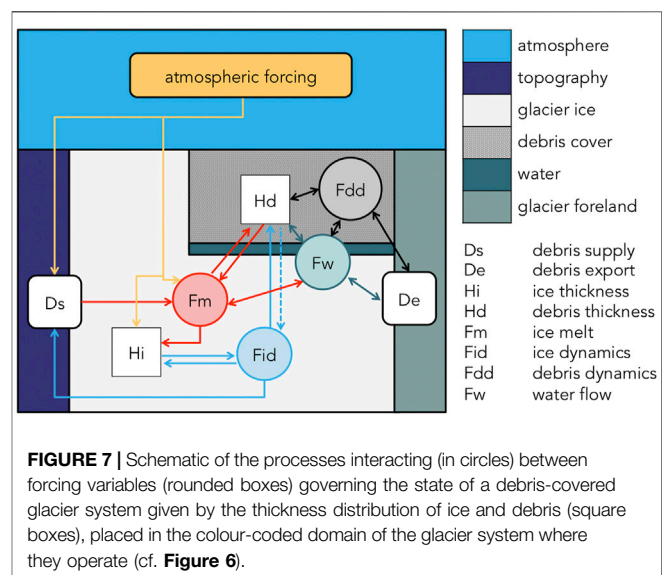 atmospheric forcing
Hd
Fdd
Fw
Ds
Fm
De
Hi
Fid
atmosphere
topography
glacier ice
debris cover
water
glacier foreland
Ds debris supply
De debris export
Hi ice thickness
Hd debris thickness
Fm ice melt
Fid ice dynamics
Fdd debris dynamics
Fw water flow
FIGURE 7 | Schematic of the processes interacting (in circles) between
forcing variables (rounded boxes) governing the state of a debris-covered
glacier system given by the thickness distribution of ice and debris (square
boxes), placed in the colour-coded domain of the glacier system where
they operate (cf. Figure 6).